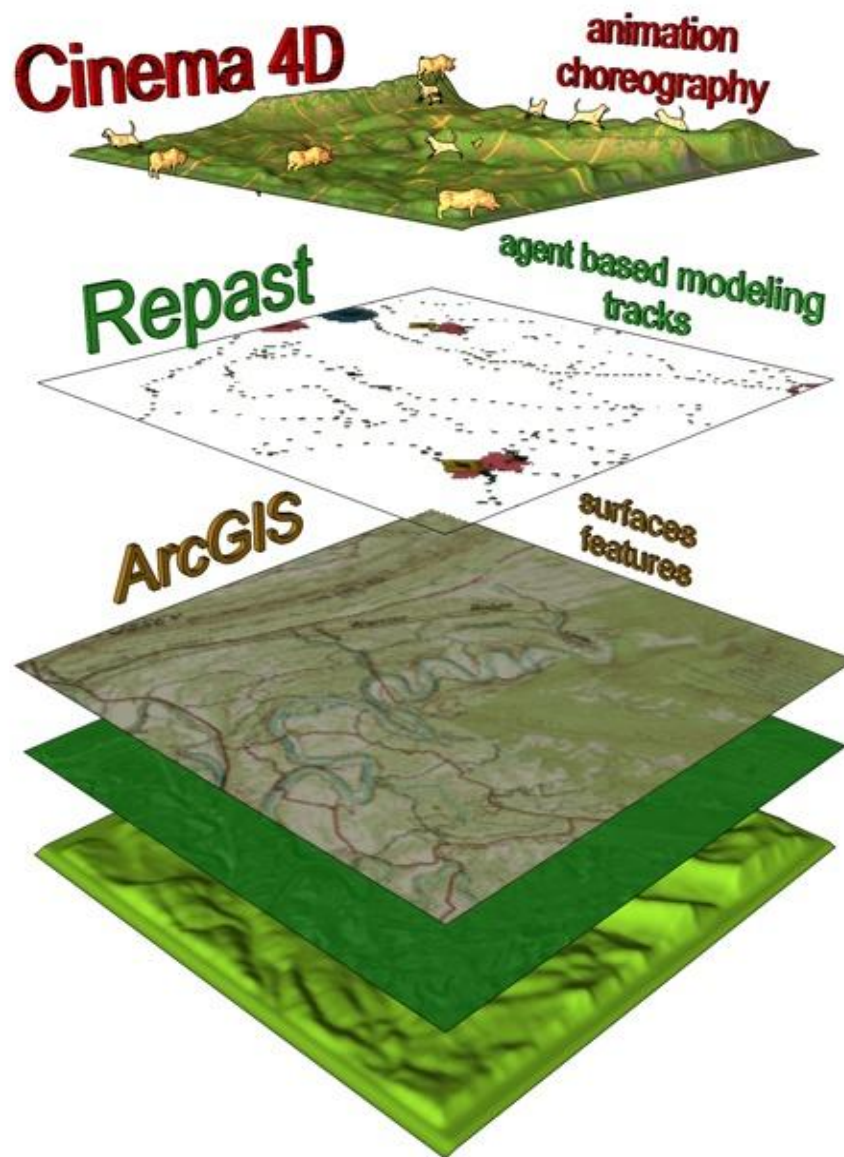 Cinema 4D
animation
choreography
Repast
agent based modeling
tracks
ArcGIS
surfaces
features